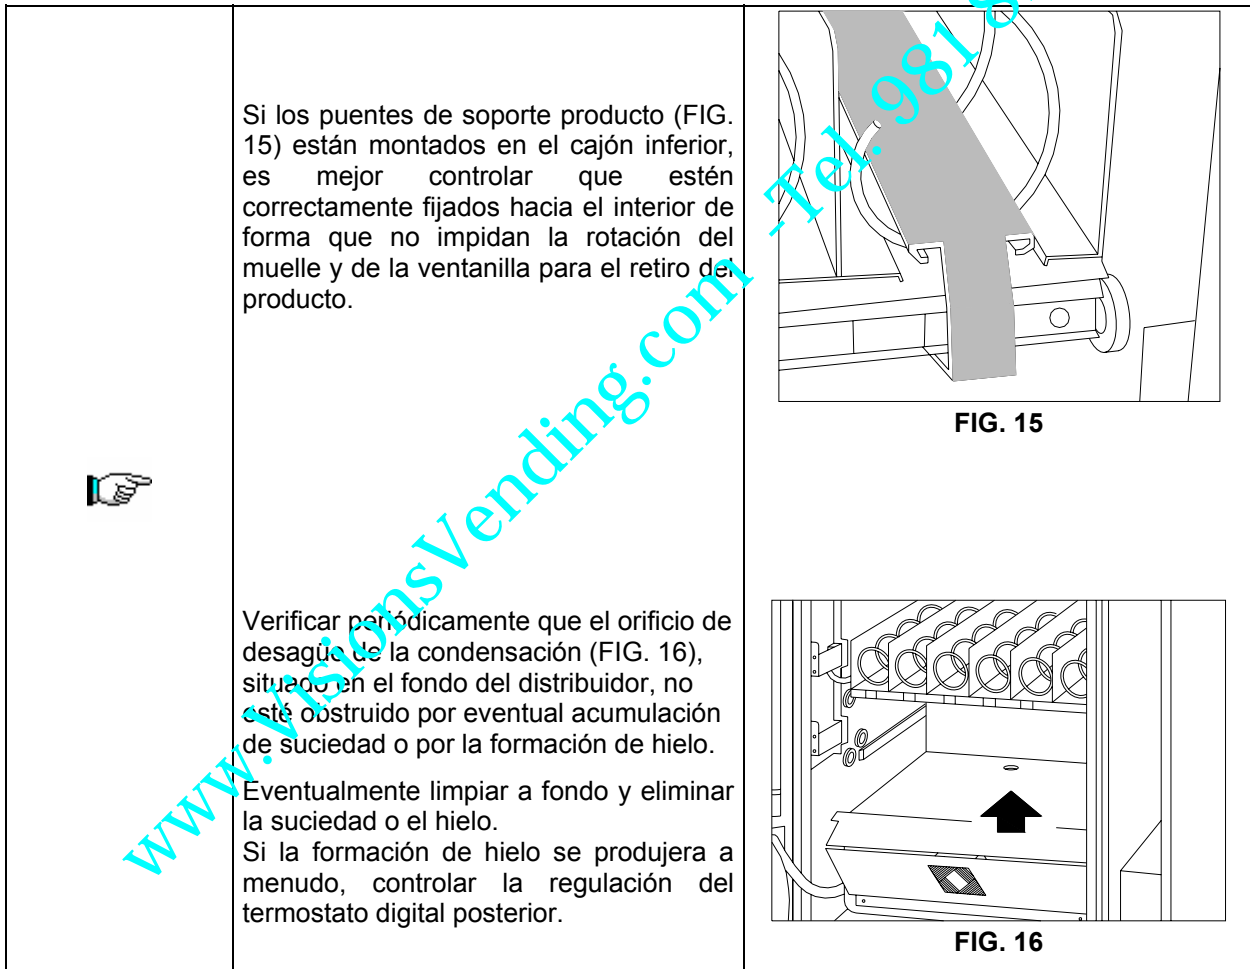 Si los puentes de soporte producto (FIG.
15) están montados en el cajón inferior,
es mejor controlar que estén
correctamente fijados hacia el interior de
forma que no impidan la rotación del
muelle y de la ventanilla para el retiro del
producto.
FIG. 15
Verificar periódicamente que el orificio de
desagüe de la condensación (FIG. 16),
situado en el fondo del distribuidor, no
esté obstruido por eventual acumulación
de suciedad o por la formación de hielo.
Eventualmente limpiar a fondo y eliminar
la suciedad o el hielo.
Si la formación de hielo se produjera a
menudo, controlar la regulación del
termostato digital posterior.
FIG. 16
www.VisionsVending.com -Tel. 981